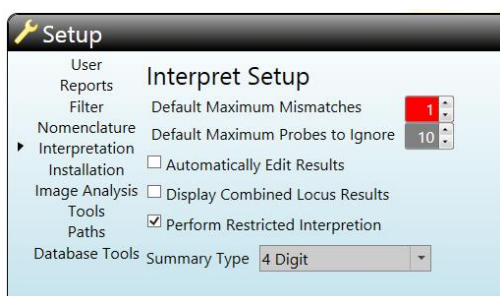 Setup
User
Reports
Filter
Nomenclature
Interpretation
Installation
Image Analysis
Tools
Paths
Database Tools
Interpret Setup
Default Maximum Mismatches 1
Default Maximum Probes to Ignore 10
Automatically Edit Results
Display Combined Locus Results
Perform Restricted Interpretion
Summary Type 4 Digit